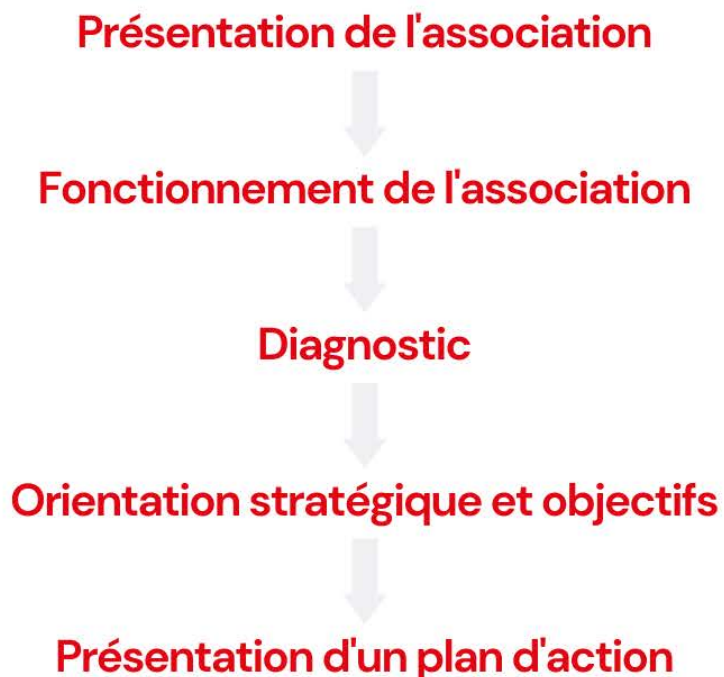 Présentation de l'association
Fonctionnement de l'association
Diagnostic
Orientation stratégique et objectifs
Présentation d'un plan d'action